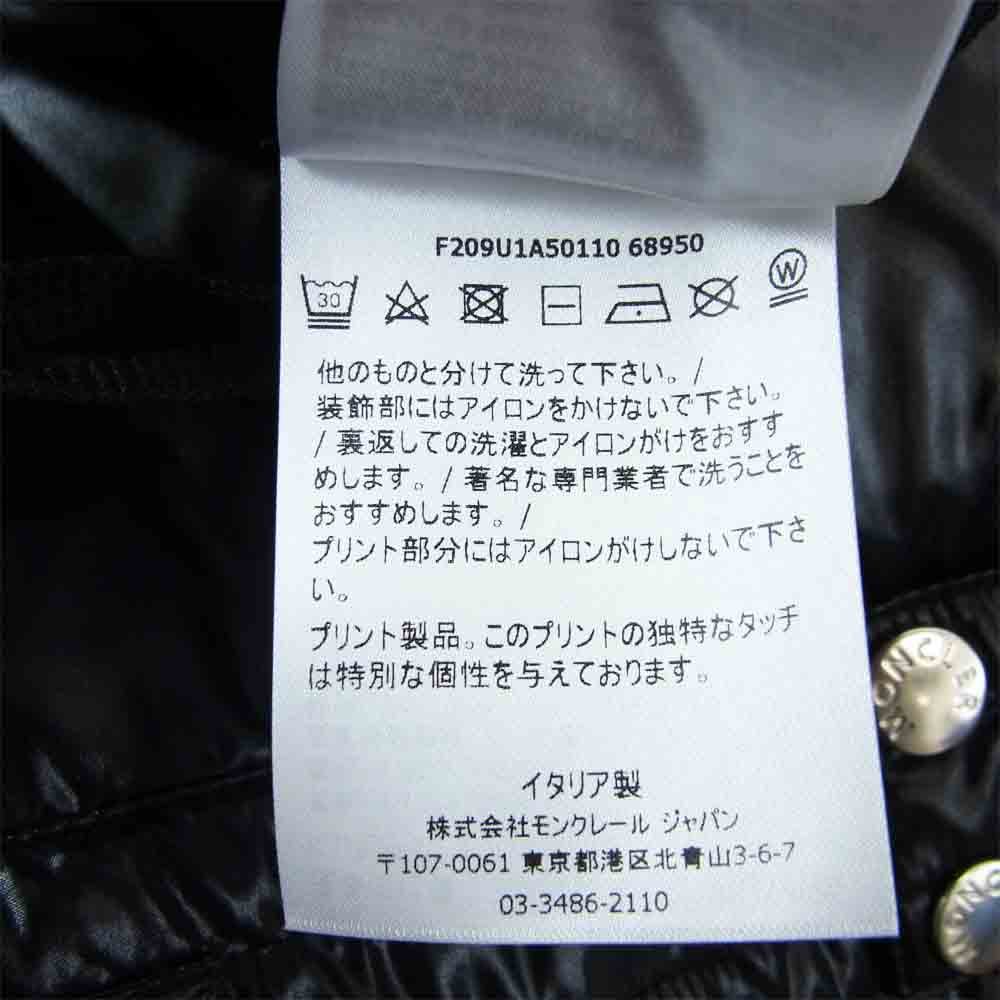 F209U1A50110 68950
30
W
他のものと分けて洗って下さい。/
装飾部にはアイロンをかけないで下さい。
/ 裏返しての洗濯とアイロンがけをおすす
めします。/ 著名な専門業者で洗うことを
おすすめします。/
プリント部分にはアイロンがけしないで下さ
い。
プリント製品。このプリントの独特なタッチ
は特別な個性を与えております。
イタリア製
株式会社モンクレール ジャパン
〒107-0061 東京都港区北青山3-6-7
03-3486-2110
MONCLER